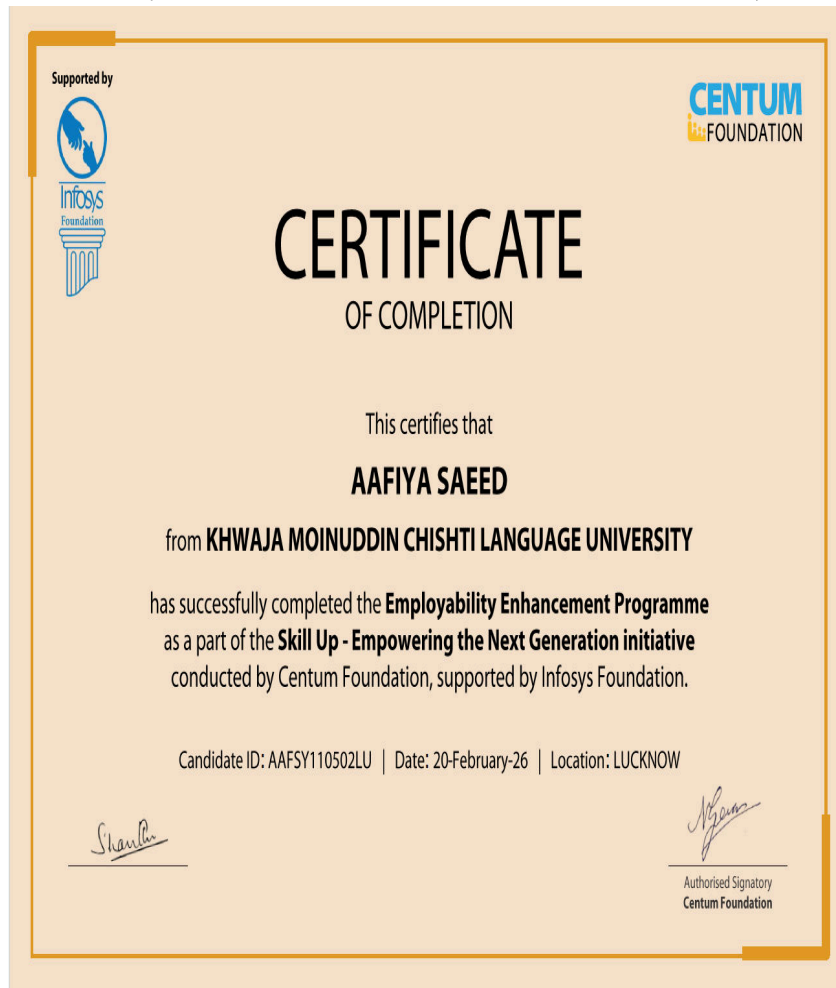 Supported by
Infosys
Foundation
CENTUM
FOUNDATION
CERTIFICATE
OF COMPLETION
This certifies that
AAFIYA SAEED
from KHWAJA MOINUDDIN CHISHTI LANGUAGE UNIVERSITY
has successfully completed the Employability Enhancement Programme
as a part of the Skill Up - Empowering the Next Generation initiative
conducted by Centum Foundation, supported by Infosys Foundation.
Candidate ID: AAFSY110502LU | Date: 20-February-26 | Location: LUCKNOW
Authorised Signatory
Centum Foundation